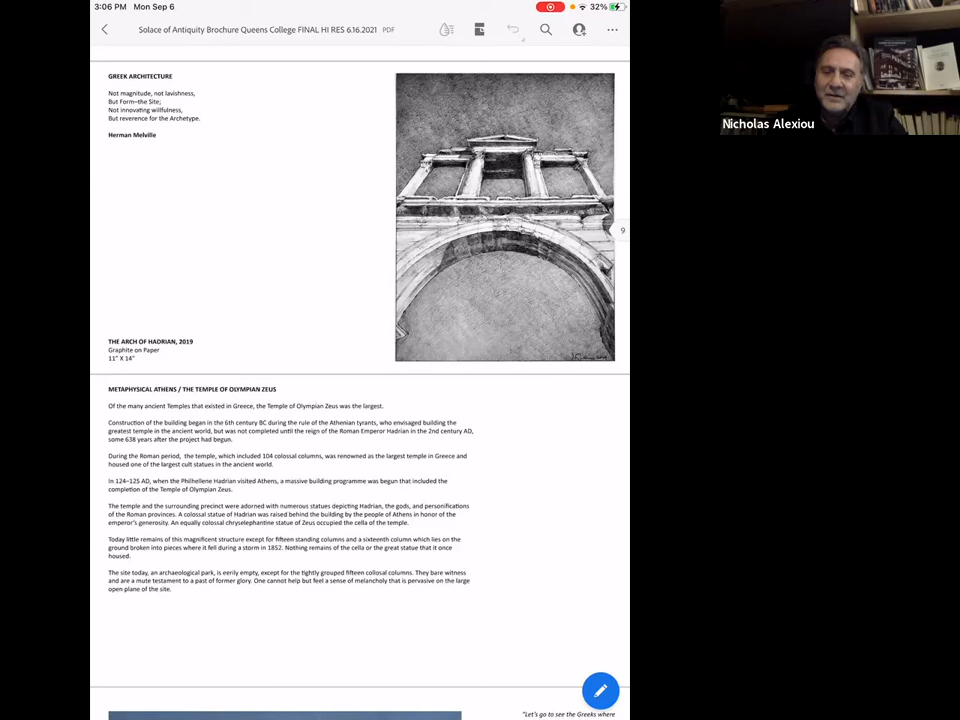 3:06 PM Mon Sep 6
32%
Solace of Antiquity Brochure Queens College FINAL HI RES 6.16.2021 PDF
GREEK ARCHITECTURE
Not magnitude, not lavishness,
But Form—the Site;
Not innovating willfulness,
But reverence for the Archetype.
Herman Melville
9
THE ARCH OF HADRIAN, 2019
Graphite on Paper
11" X 14"
METAPHYSICAL ATHENS / THE TEMPLE OF OLYMPIAN ZEUS
Of the many ancient Temples that existed in Greece, the Temple of Olympian Zeus was the largest.
Construction of the building began in the 6th century BC during the rule of the Athenian tyrants, who envisaged building the
greatest temple in the ancient world, but was not completed until the reign of the Roman Emperor Hadrian in the 2nd century AD,
some 638 years after the project had begun.
During the Roman period, the temple, which included 104 colossal columns, was renowned as the largest temple in Greece and
housed one of the largest cult statues in the ancient world.
In 124–125 AD, when the Philhellene Hadrian visited Athens, a massive building programme was begun that included the
completion of the Temple of Olympian Zeus.
The temple and the surrounding precinct were adorned with numerous statues depicting Hadrian, the gods, and personifications
of the Roman provinces. A colossal statue of Hadrian was raised behind the building by the people of Athens in honor of the
emperor's generosity. An equally colossal chryselephantine statue of Zeus occupied the cella of the temple.
Today little remains of this magnificent structure except for fifteen standing columns and a sixteenth column which lies on the
ground broken into pieces where it fell during a storm in 1852. Nothing remains of the cella or the great statue that it once
housed.
The site today, an archaeological park, is eerily empty, except for the tightly grouped fifteen collosal columns. They bare witness
and are a mute testament to a past of former glory. One cannot help but feel a sense of melancholy that is pervasive on the large
open plane of the site.
"Let's go to see the Greeks where
Nicholas Alexiou